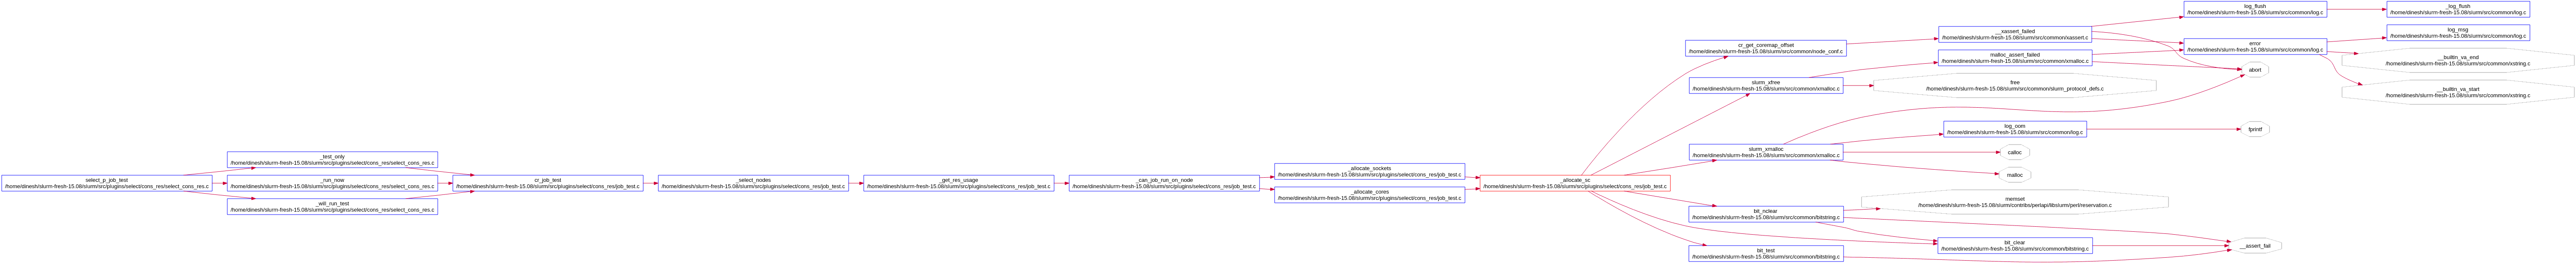 select_p_job_test
/home/dinesh/slurm-fresh-15.08/slurm/src/plugins/select/cons_res/select_cons_res.c
_test_only
/home/dinesh/slurm-fresh-15.08/slurm/src/plugins/select/cons_res/select_cons_res.c
_run_now
/home/dinesh/slurm-fresh-15.08/slurm/src/plugins/select/cons_res/select_cons_res.c
_will_run_test
/home/dinesh/slurm-fresh-15.08/slurm/src/plugins/select/cons_res/select_cons_res.c
cr_job_test
/home/dinesh/slurm-fresh-15.08/slurm/src/plugins/select/cons_res/job_test.c
_select_nodes
/home/dinesh/slurm-fresh-15.08/slurm/src/plugins/select/cons_res/job_test.c
_get_res_usage
/home/dinesh/slurm-fresh-15.08/slurm/src/plugins/select/cons_res/job_test.c
_can_job_run_on_node
/home/dinesh/slurm-fresh-15.08/slurm/src/plugins/select/cons_res/job_test.c
_allocate_sockets
/home/dinesh/slurm-fresh-15.08/slurm/src/plugins/select/cons_res/job_test.c
_allocate_cores
/home/dinesh/slurm-fresh-15.08/slurm/src/plugins/select/cons_res/job_test.c
_allocate_sc
/home/dinesh/slurm-fresh-15.08/slurm/src/plugins/select/cons_res/job_test.c
cr_get_coremap_offset
/home/dinesh/slurm-fresh-15.08/slurm/src/common/node_conf.c
slurm_xfree
/home/dinesh/slurm-fresh-15.08/slurm/src/common/xmalloc.c
slurm_xmalloc
/home/dinesh/slurm-fresh-15.08/slurm/src/common/xmalloc.c
bit_nclear
/home/dinesh/slurm-fresh-15.08/slurm/src/common/bitstring.c
bit_test
/home/dinesh/slurm-fresh-15.08/slurm/src/common/bitstring.c
__xassert_failed
/home/dinesh/slurm-fresh-15.08/slurm/src/common/xassert.c
malloc_assert_failed
/home/dinesh/slurm-fresh-15.08/slurm/src/common/xmalloc.c
free
/home/dinesh/slurm-fresh-15.08/slurm/src/common/slurm_protocol_defs.c
log_oom
/home/dinesh/slurm-fresh-15.08/slurm/src/common/log.c
calloc
malloc
memset
/home/dinesh/slurm-fresh-15.08/slurm/contribs/perlapi/libslurm/perl/reservation.c
bit_clear
/home/dinesh/slurm-fresh-15.08/slurm/src/common/bitstring.c
log_flush
/home/dinesh/slurm-fresh-15.08/slurm/src/common/log.c
error
/home/dinesh/slurm-fresh-15.08/slurm/src/common/log.c
abort
fprintf
__assert_fail
_log_flush
/home/dinesh/slurm-fresh-15.08/slurm/src/common/log.c
log_msg
/home/dinesh/slurm-fresh-15.08/slurm/src/common/log.c
__builtin_va_end
/home/dinesh/slurm-fresh-15.08/slurm/src/common/xstring.c
__builtin_va_start
/home/dinesh/slurm-fresh-15.08/slurm/src/common/xstring.c